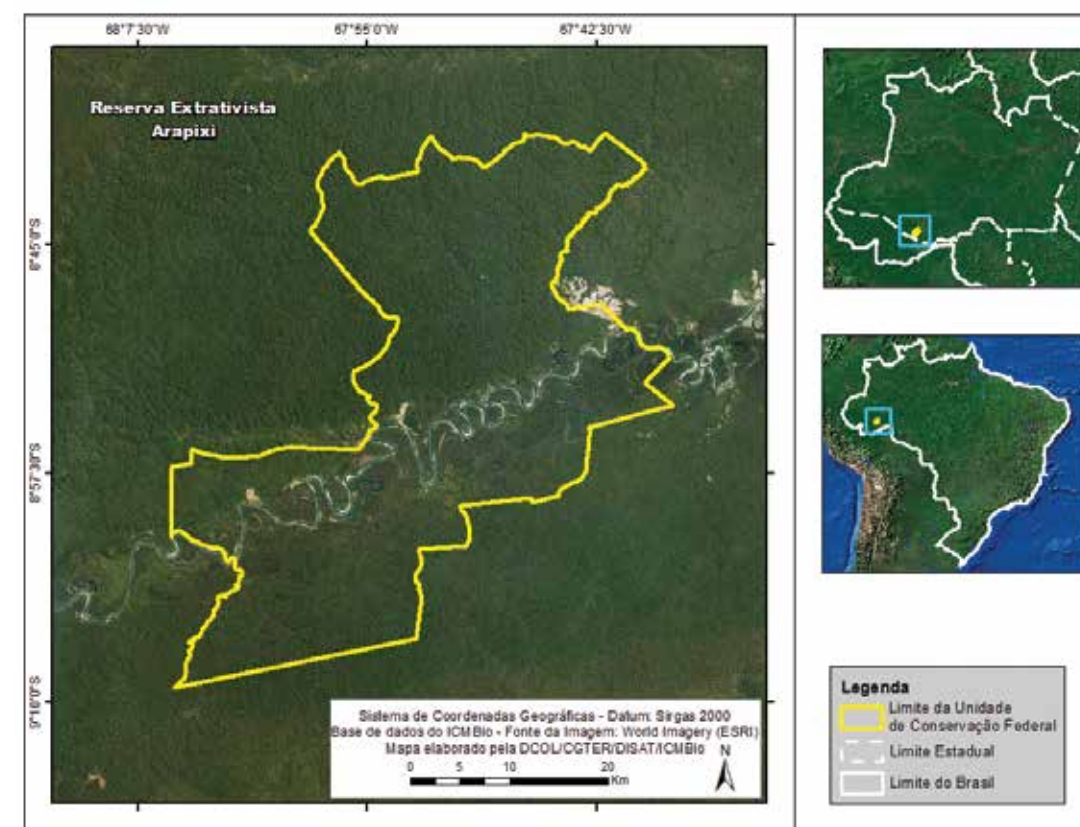 68°7'30"W 67°55'0"W 67°42'30"W
Reserva Extrativista
Arapixi
8°45'0"S
8°57'30"S
9°10'0"S
Sistema de Coordenadas Geográficas - Datum: Sirgas 2000
Base de dados do ICMBio - Fonte da Imagem: World Imagery (ESRI)
Mapa elaborado pela DCOL/CGTER/DISAT/ICMBio
N
0 5 10 20
Km
Legenda
Limite da Unidade
de Conservação Federal
Limite Estadual
Limite do Brasil